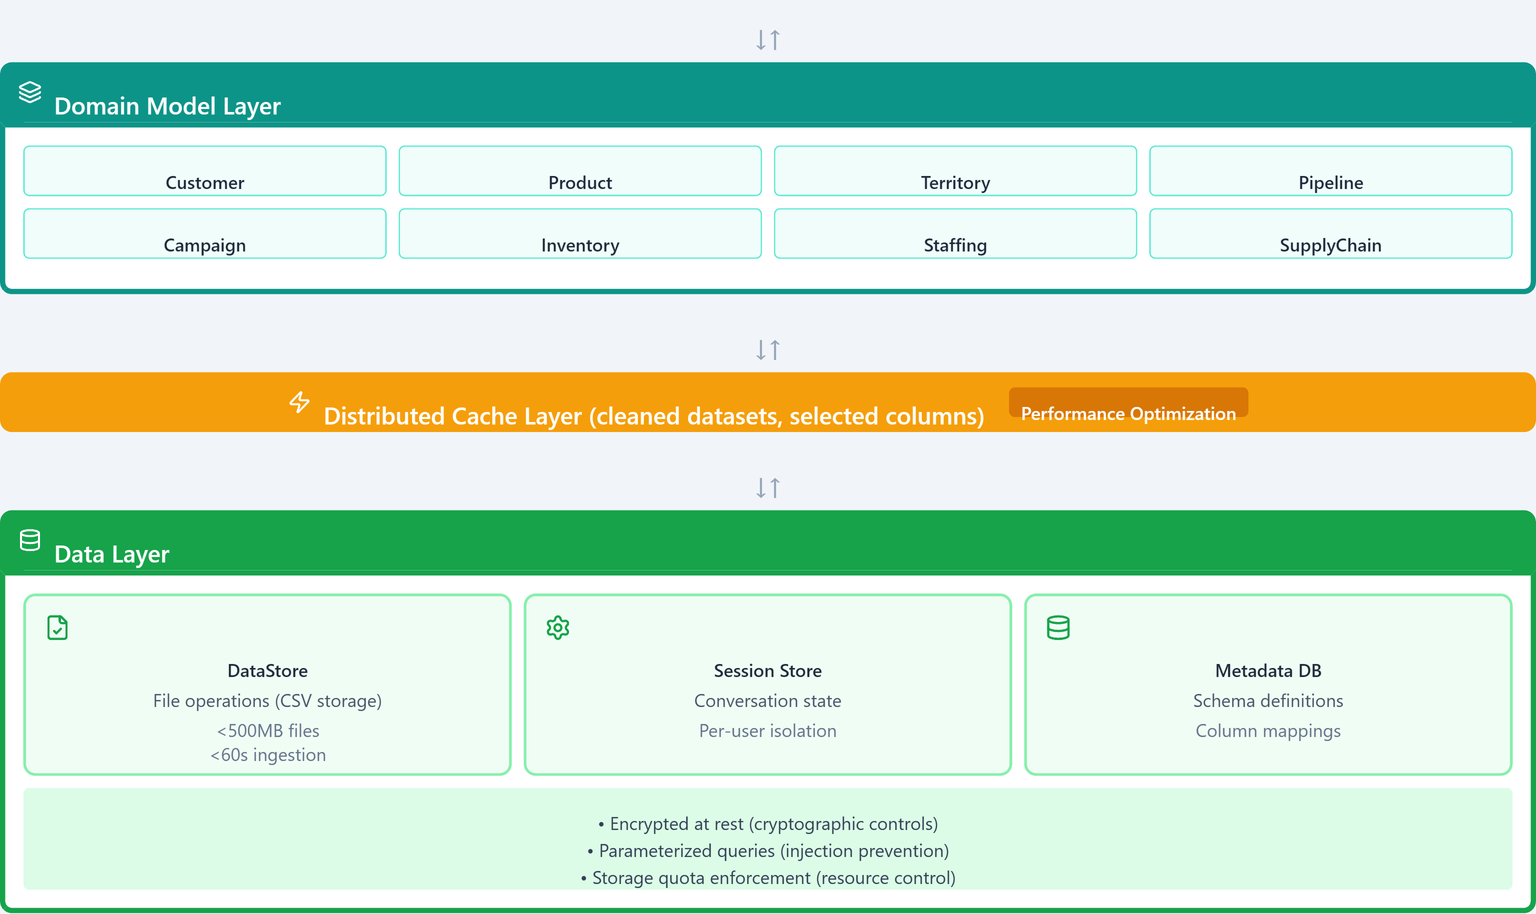 Domain Model Layer
Customer
Product
Territory
Pipeline
Campaign
Inventory
Staffing
SupplyChain
Distributed Cache Layer (cleaned datasets, selected columns)
Performance Optimization
Data Layer
DataStore
File operations (CSV storage)
<500MB files
<60s ingestion
Session Store
Conversation state
Per-user isolation
Metadata DB
Schema definitions
Column mappings
• Encrypted at rest (cryptographic controls)
• Parameterized queries (injection prevention)
• Storage quota enforcement (resource control)